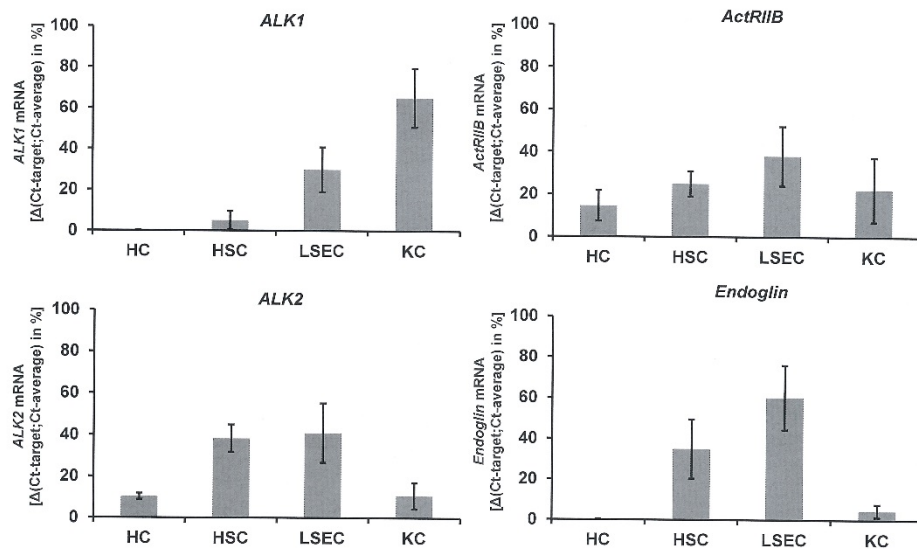 ALK1
ALK1 mRNA
[Δ(Ct-target;Ct-average) in %]
100
80
60
40
20
0
HC HSC LSEC KC
ActRIIB
ActRIIB mRNA
[Δ(Ct-target;Ct-average) in %]
100
80
60
40
20
0
HC HSC LSEC KC
ALK2
ALK2 mRNA
[Δ(Ct-target;Ct-average) in %]
100
80
60
40
20
0
HC HSC LSEC KC
Endoglin
Endoglin mRNA
[Δ(Ct-target;Ct-average) in %]
100
80
60
40
20
0
HC HSC LSEC KC